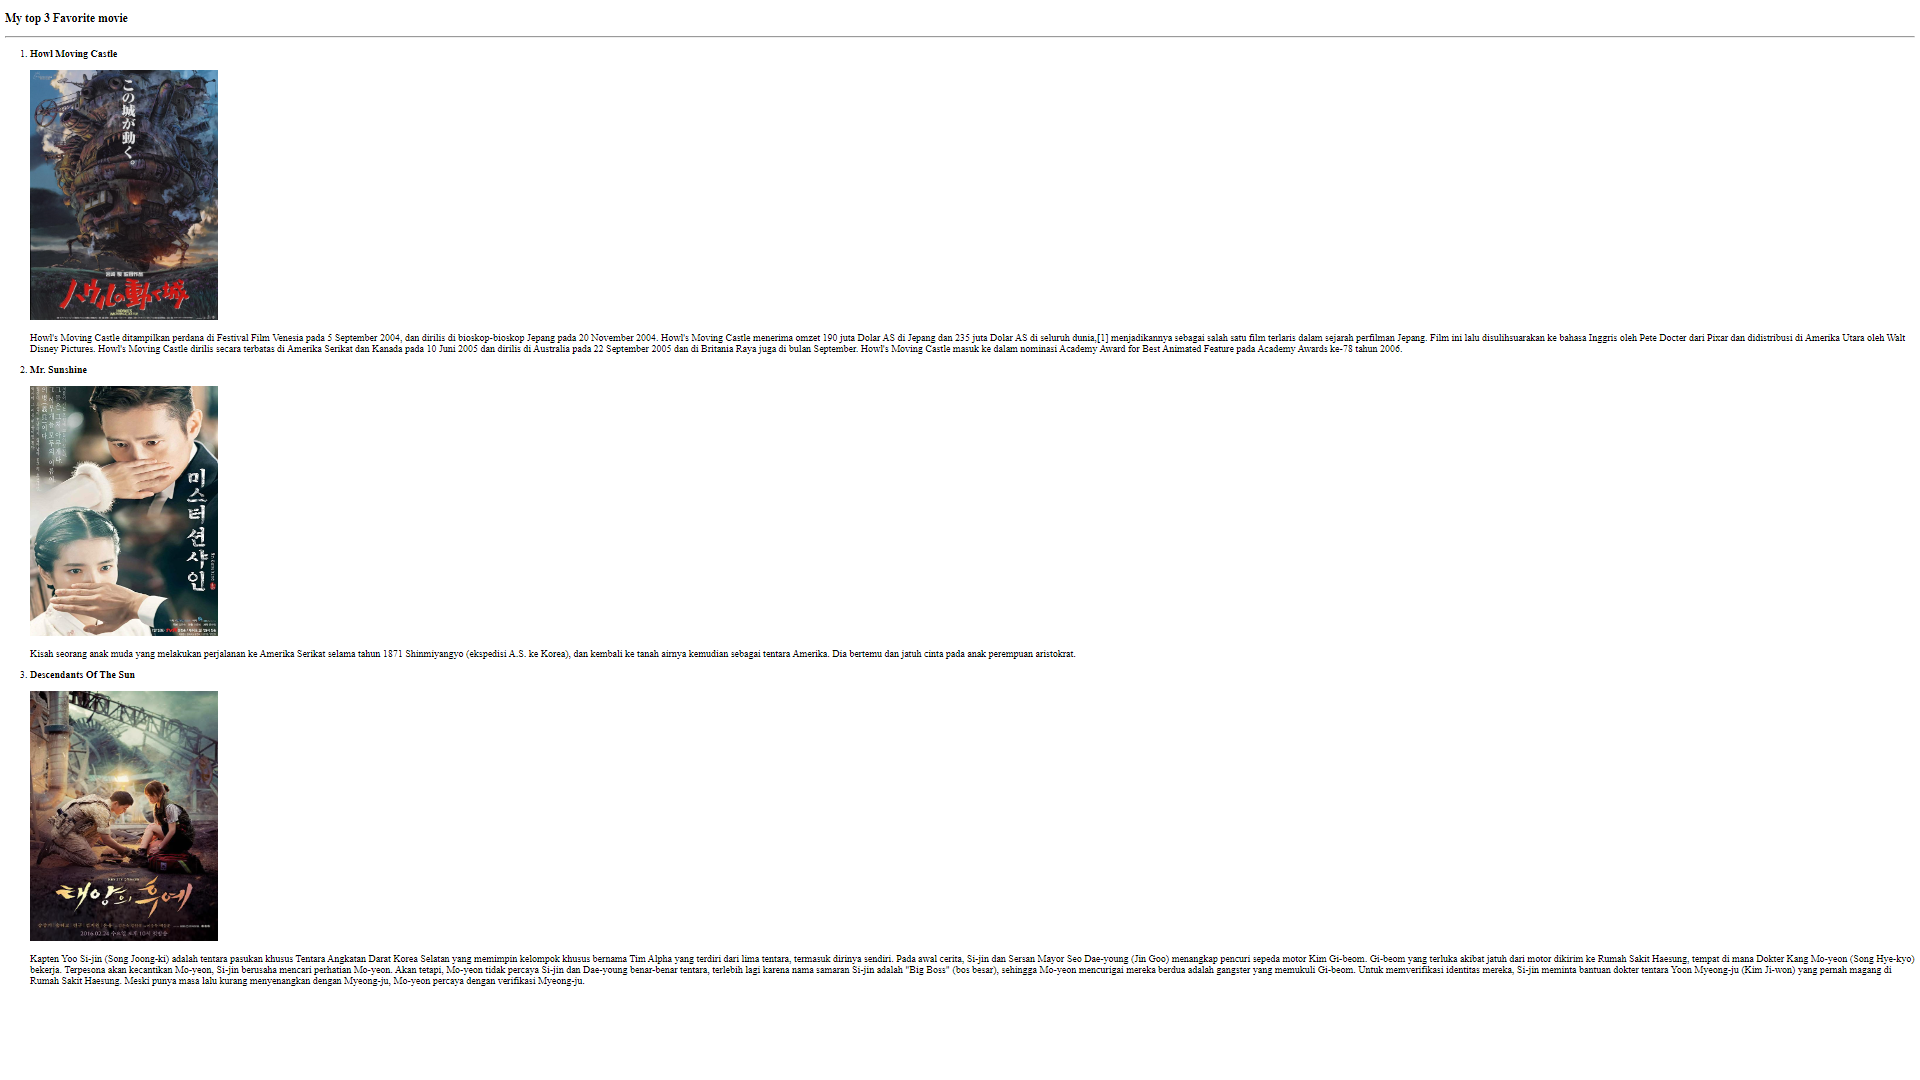 My top 3 Favorite movie
1. Howl Moving Castle
この城が動く。
ハウルの動く城
Howl's Moving Castle ditampilkan perdana di Festival Film Venesia pada 5 September 2004, dan dirilis di bioskop-bioskop Jepang pada 20 November 2004. Howl's Moving Castle menerima omzet 190 juta Dolar AS di Jepang dan 235 juta Dolar AS di seluruh dunia,[1] menjadikannya sebagai salah satu film terlaris dalam sejarah perfilman Jepang. Film ini lalu disulihsuarakan ke bahasa Inggris oleh Pete Docter dari Pixar dan didistribusi di Amerika Utara oleh Walt
Disney Pictures. Howl's Moving Castle dirilis secara terbatas di Amerika Serikat dan Kanada pada 10 Juni 2005 dan dirilis di Australia pada 22 September 2005 dan di Britania Raya juga di bulan September. Howl's Moving Castle masuk ke dalam nominasi Academy Award for Best Animated Feature pada Academy Awards ke-78 tahun 2006.
2. Mr. Sunshine
미스터션샤인
Kisah seorang anak muda yang melakukan perjalanan ke Amerika Serikat selama tahun 1871 Shinmiyangyo (ekspedisi A.S. ke Korea), dan kembali ke tanah airnya kemudian sebagai tentara Amerika. Dia bertemu dan jatuh cinta pada anak perempuan aristokrat.
3. Descendants Of The Sun
태양의 후예
Kapten Yoo Si-jin (Song Joong-ki) adalah tentara pasukan khusus Tentara Angkatan Darat Korea Selatan yang memimpin kelompok khusus bernama Tim Alpha yang terdiri dari lima tentara, termasuk dirinya sendiri. Pada awal cerita, Si-jin dan Sersan Mayor Seo Dae-young (Jin Goo) menangkap pencuri sepeda motor Kim Gi-beom. Gi-beom yang terluka akibat jatuh dari motor dikirim ke Rumah Sakit Haesung, tempat di mana Dokter Kang Mo-yeon (Song Hye-kyo)
bekerja. Terpesona akan kecantikan Mo-yeon, Si-jin berusaha mencari perhatian Mo-yeon. Akan tetapi, Mo-yeon tidak percaya Si-jin dan Dae-young benar-benar tentara, terlebih lagi karena nama samaran Si-jin adalah "Big Boss" (bos besar), sehingga Mo-yeon mencurigai mereka berdua adalah gangster yang memukuli Gi-beom. Untuk memverifikasi identitas mereka, Si-jin meminta bantuan dokter tentara Yoon Myeong-ju (Kim Ji-won) yang pernah magang di
Rumah Sakit Haesung. Meski punya masa lalu kurang menyenangkan dengan Myeong-ju, Mo-yeon percaya dengan verifikasi Myeong-ju.